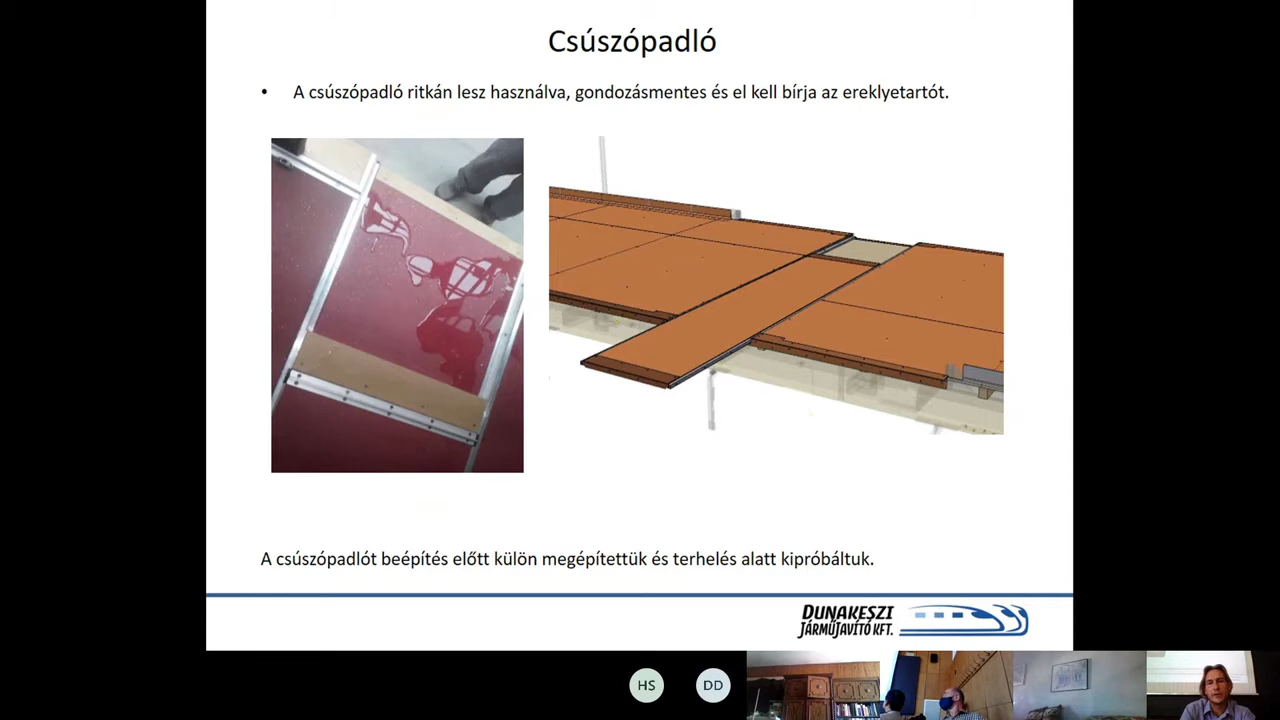 Csúszópadló
• A csúszópadló ritkán lesz használva, gondozásmentes és el kell bírja az ereklyetartót.
A csúszópadlót beépítés előtt külön megépítettük és terhelés alatt kipróbáltuk.
DUNAKESZI
JÁRMŰJAVÍTÓ KFT.
HS
DD